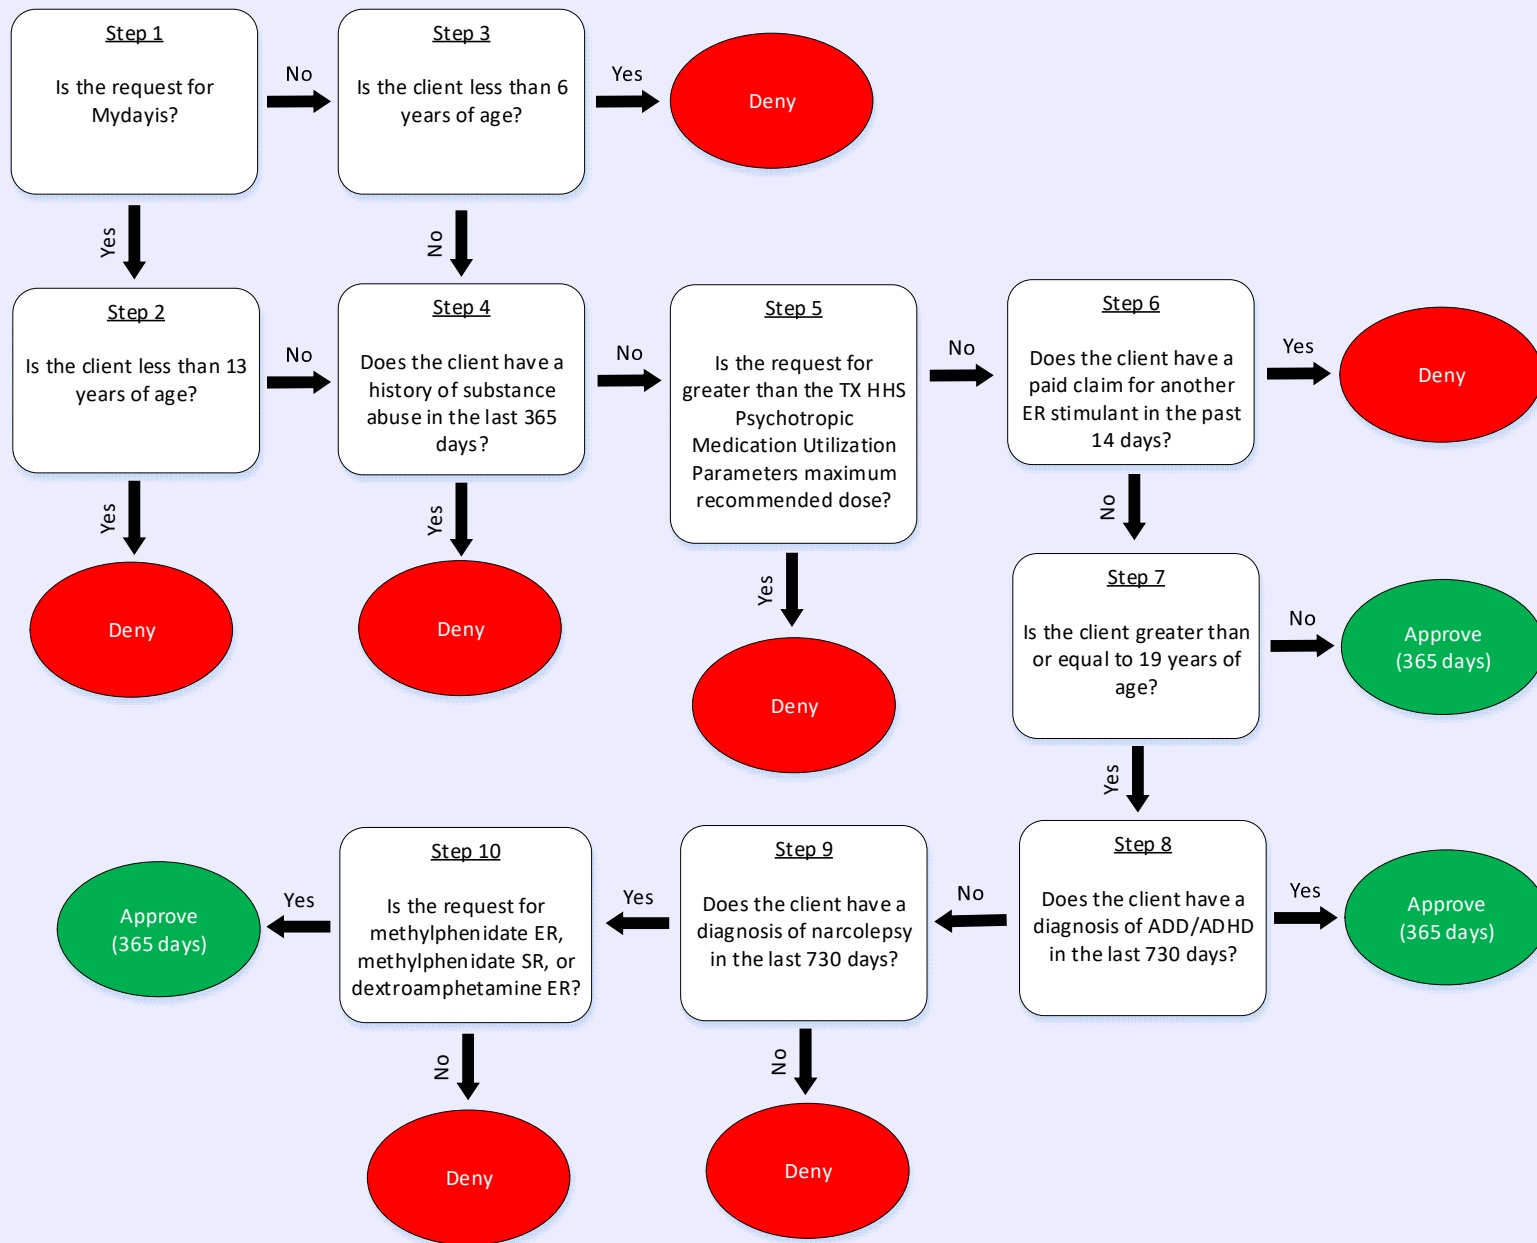 Step 1
Is the request for
Mydayis?
No
Step 3
Is the client less than 6
years of age?
Yes
Deny
Yes
No
Step 2
Is the client less than 13
years of age?
No
Step 4
Does the client have a
history of substance
abuse in the last 365
days?
No
Step 5
Is the request for
greater than the TX HHS
Psychotropic
Medication Utilization
Parameters maximum
recommended dose?
No
Step 6
Does the client have a
paid claim for another
ER stimulant in the past
14 days?
Yes
Deny
Yes
Deny
Yes
Deny
Yes
Deny
No
Step 7
Is the client greater than
or equal to 19 years of
age?
No
Approve
(365 days)
Yes
Step 8
Does the client have a
diagnosis of ADD/ADHD
in the last 730 days?
Yes
Approve
(365 days)
No
Step 9
Does the client have a
diagnosis of narcolepsy
in the last 730 days?
Yes
Step 10
Is the request for
methylphenidate ER,
methylphenidate SR, or
dextroamphetamine ER?
Yes
Approve
(365 days)
No
Deny
No
Deny